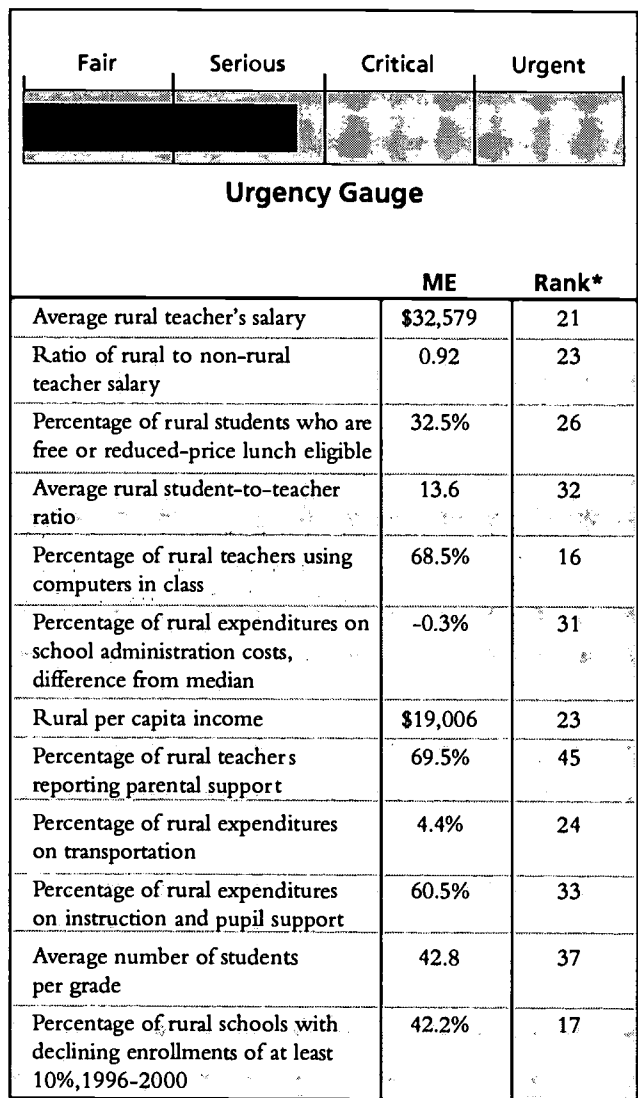 Fair Serious Critical Urgent
Urgency Gauge
ME Rank*
Average rural teacher's salary $32,579 21
Ratio of rural to non-rural 0.92 23
teacher salary
Percentage of rural students who are 32.5% 26
free or reduced-price lunch eligible
Average rural student-to-teacher 13.6 32
ratio
Percentage of rural teachers using 68.5% 16
computers in class
Percentage of rural expenditures on -0.3% 31
school administration costs,
difference from median
Rural per capita income $19,006 23
Percentage of rural teachers 69.5% 45
reporting parental support
Percentage of rural expenditures 4.4% 24
on transportation
Percentage of rural expenditures 60.5% 33
on instruction and pupil support
Average number of students 42.8 37
per grade
Percentage of rural schools with 42.2% 17
declining enrollments of at least
10%,1996-2000